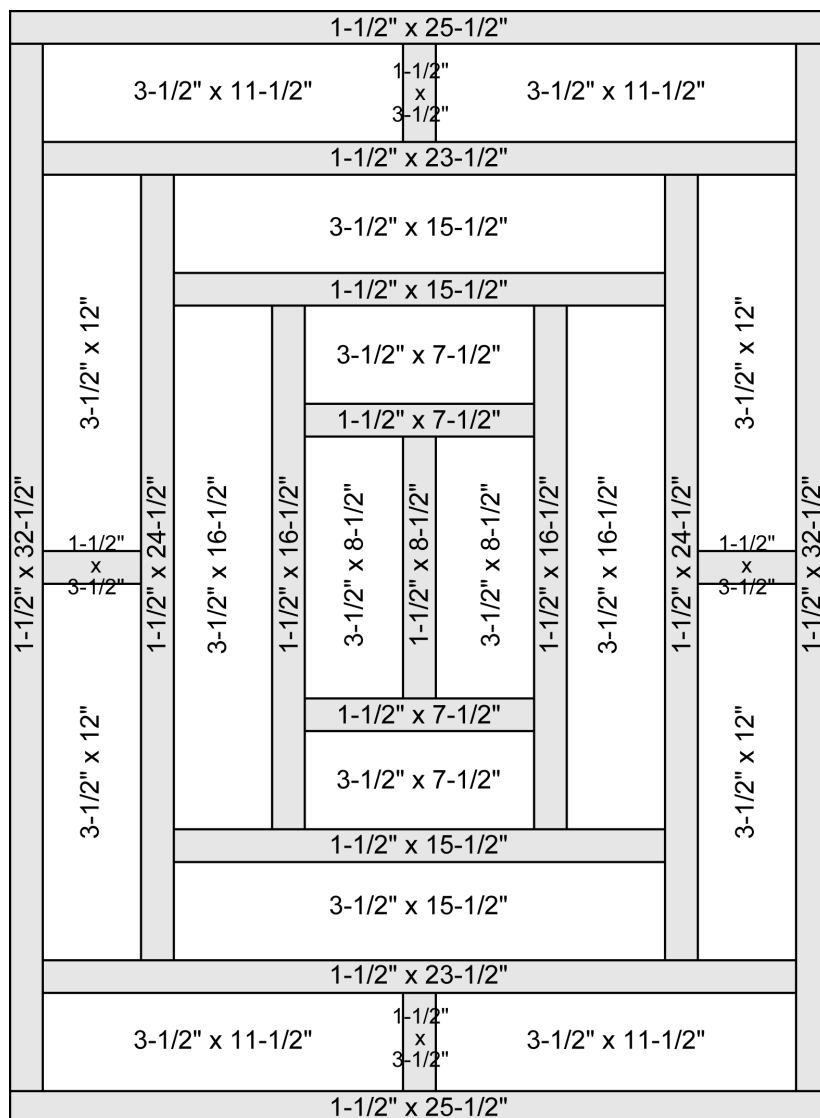 1-1/2" x 25-1/2"
3-1/2" x 11-1/2"
1-1/2"
x
3-1/2"
3-1/2" x 11-1/2"
1-1/2" x 23-1/2"
3-1/2" x 15-1/2"
1-1/2" x 15-1/2"
3-1/2" x 12"
3-1/2" x 12"
3-1/2" x 7-1/2"
1-1/2" x 7-1/2"
1-1/2" x 32-1/2"
1-1/2"
x
3-1/2"
1-1/2" x 24-1/2"
3-1/2" x 16-1/2"
1-1/2" x 16-1/2"
3-1/2" x 8-1/2"
1-1/2" x 8-1/2"
3-1/2" x 8-1/2"
1-1/2" x 16-1/2"
3-1/2" x 16-1/2"
1-1/2" x 24-1/2"
1-1/2"
x
3-1/2"
1-1/2" x 32-1/2"
1-1/2" x 7-1/2"
3-1/2" x 12"
3-1/2" x 7-1/2"
3-1/2" x 12"
1-1/2" x 15-1/2"
3-1/2" x 15-1/2"
1-1/2" x 23-1/2"
3-1/2" x 11-1/2"
1-1/2"
x
3-1/2"
3-1/2" x 11-1/2"
1-1/2" x 25-1/2"